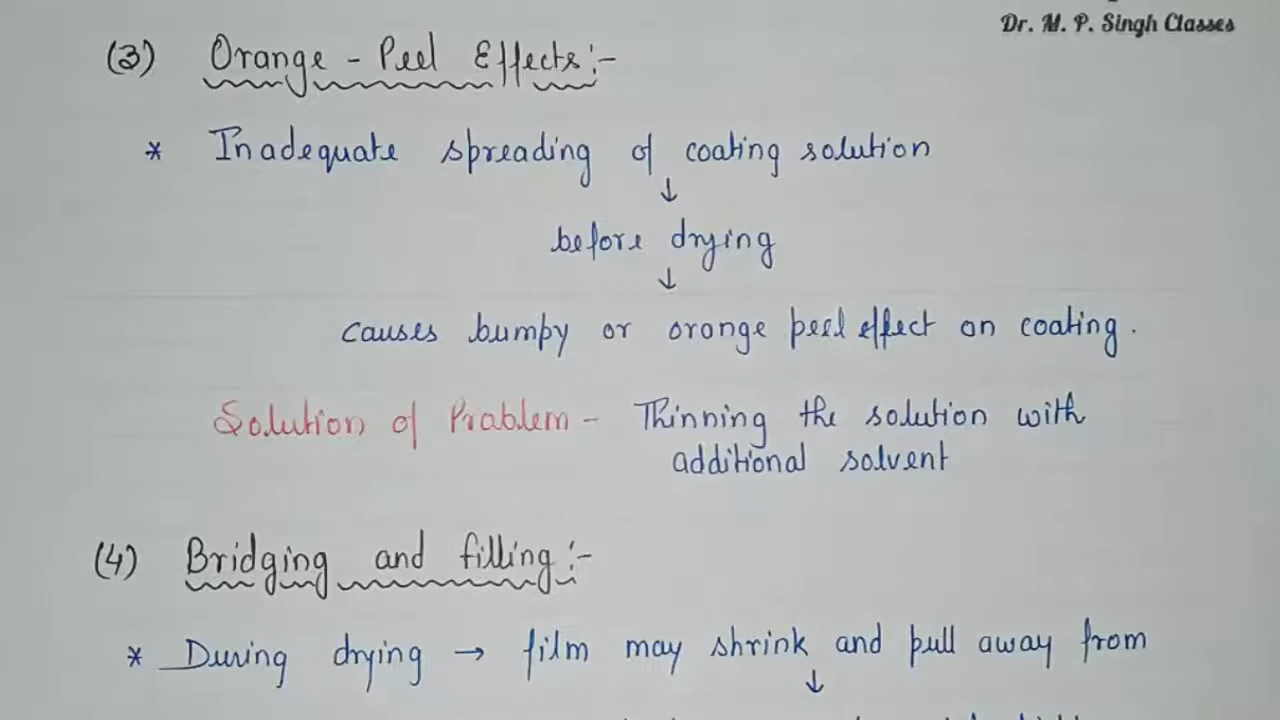 Dr. M. P. Singh Classes
(3) Orange - Peel Effects :-
* Inadequate spreading of coating solution
↓
before drying
↓
causes bumpy or orange peel effect on coating.
Solution of Problem - Thinning the solution with
additional solvent
(4) Bridging and filling :-
* During drying → film may shrink and pull away from
↓